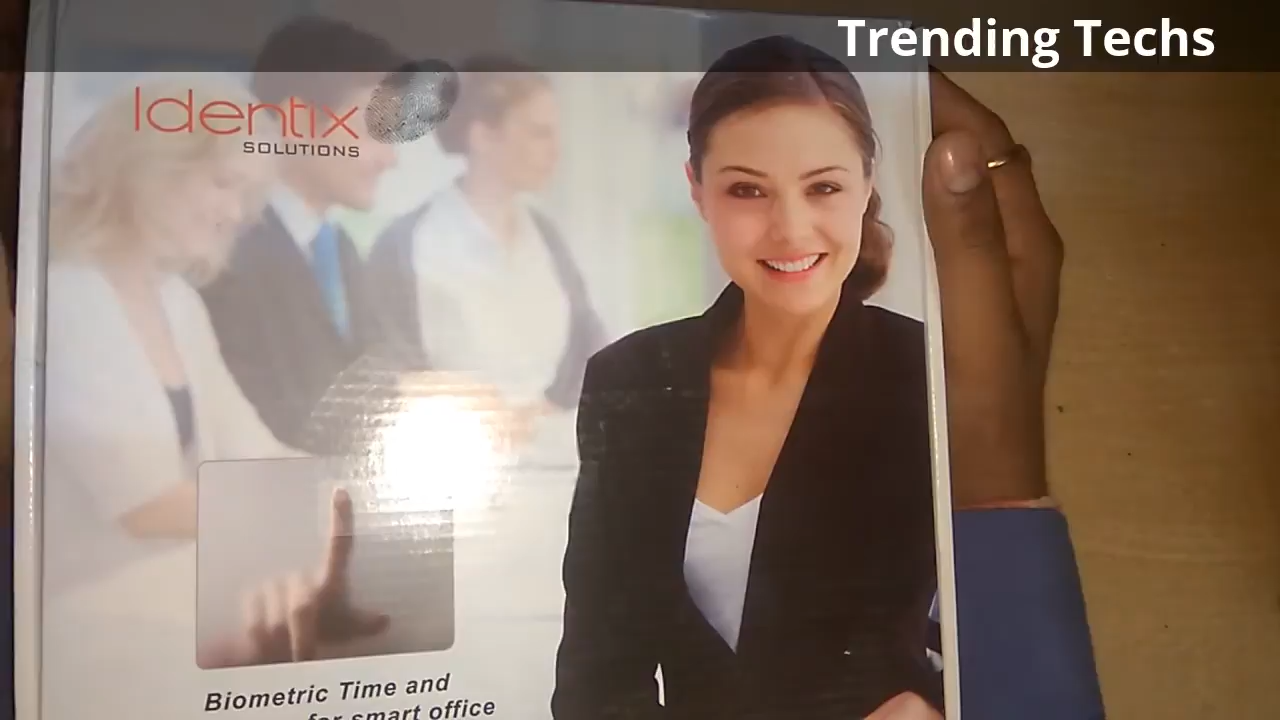 Trending Techs
Identix
SOLUTIONS
Biometric Time and
for smart office